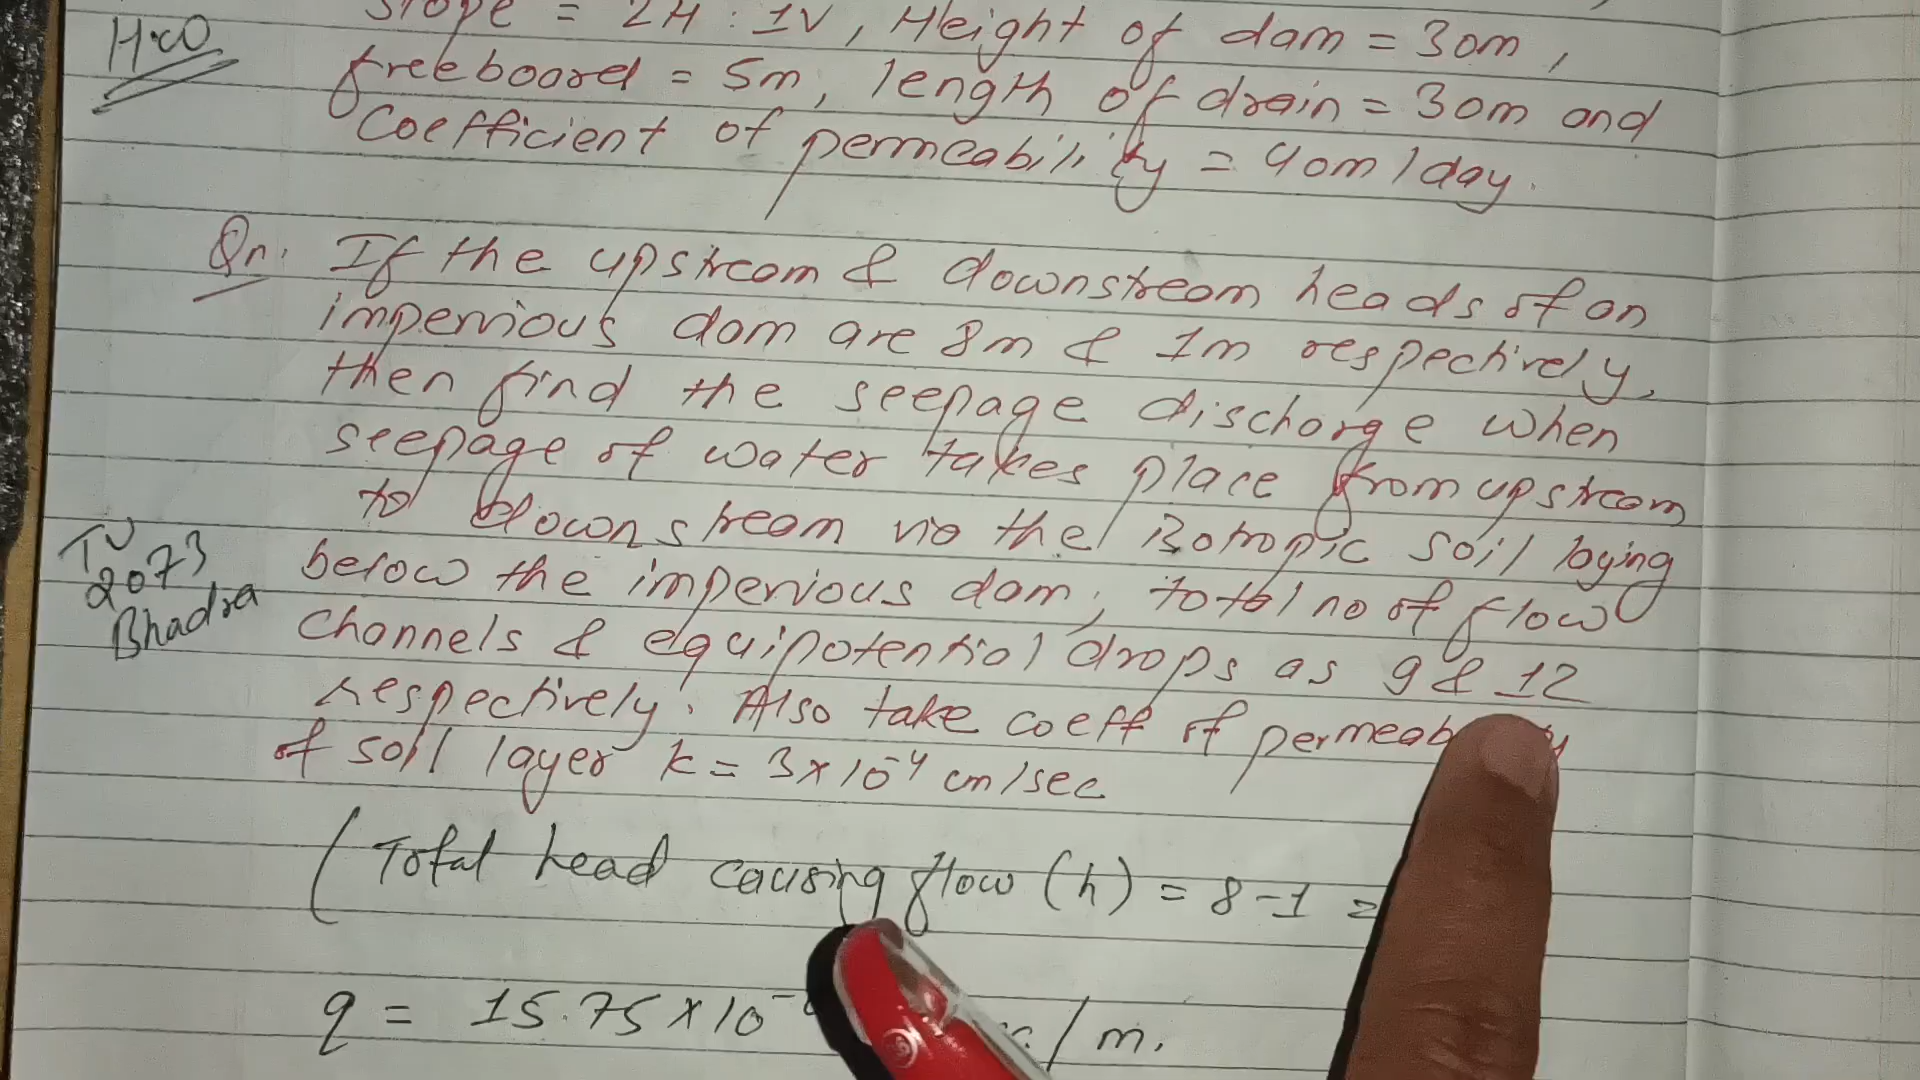 Slope = 2H : 1V, Height of dam = 30m,
H.W
freeboard = 5m, length of drain = 30m and
Coefficient of permeability = 40m/day.
Qn. If the upstream & downstream heads of an
impervious dam are 8m & 1m respectively,
then find the seepage discharge when
seepage of water takes place from upstream
to downstream via the isotropic soil laying
TU 2073 Bhadra
below the impervious dam, total no of flow
channels & equipotential drops as 9 & 12
respectively. Also take coeff of
of soil layer k = 3×10⁻⁴ cm/sec
(Total head causing flow (h) = 8-1 =
q = 15.75 × 10 /m.